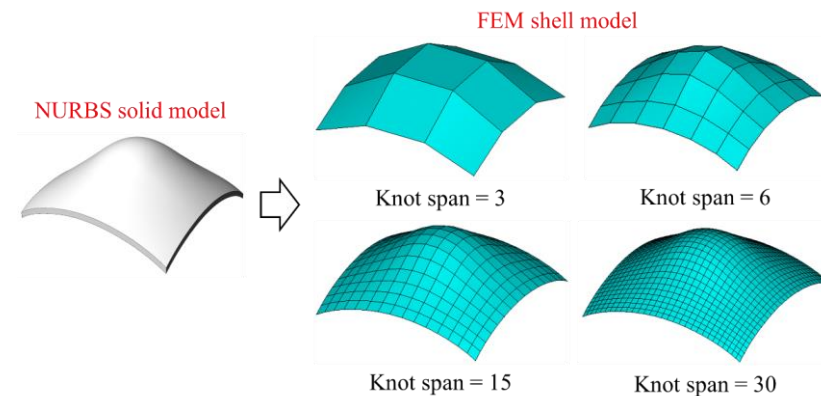 FEM shell model
NURBS solid model
Knot span = 3
Knot span = 6
Knot span = 15
Knot span = 30